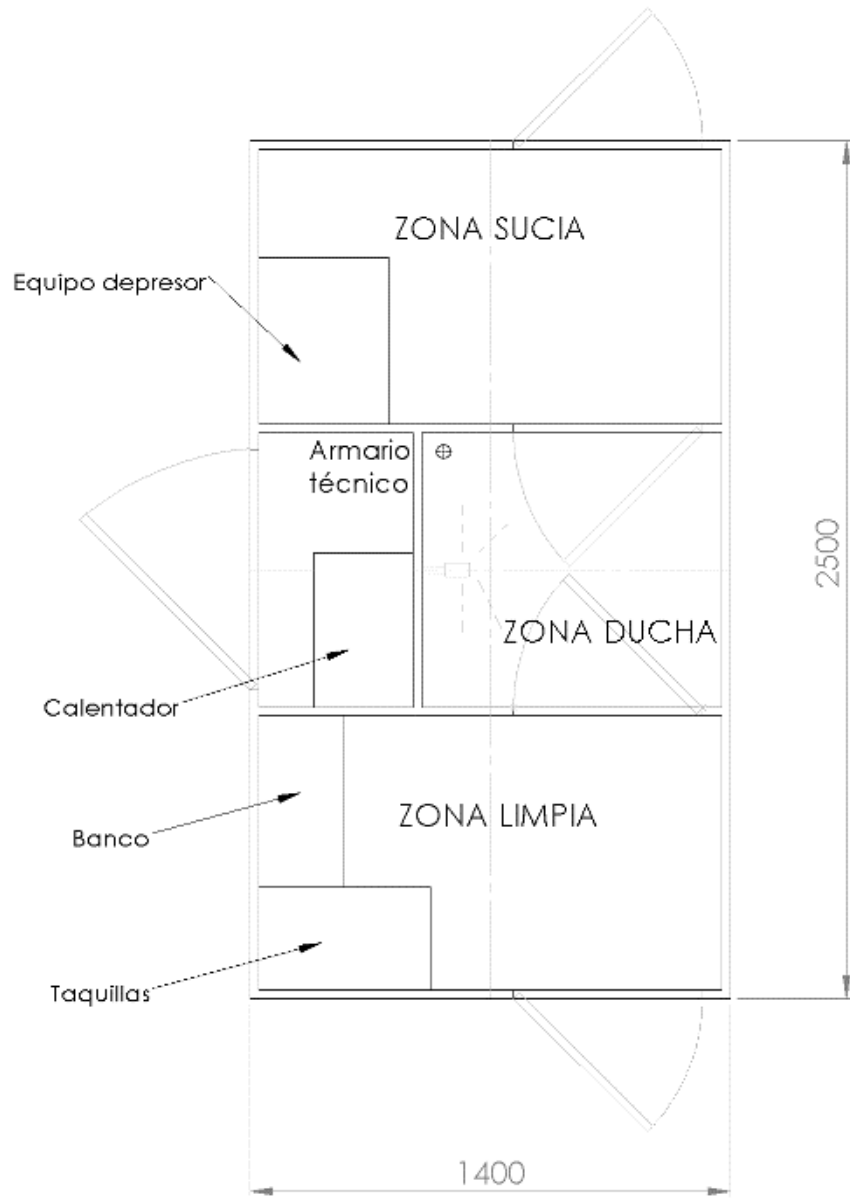 ZONA SUCIA
Equipo depresor
Armario
técnico
2500
ZONA DUCHA
Calentador
ZONA LIMPIA
Banco
Taquillas
1400